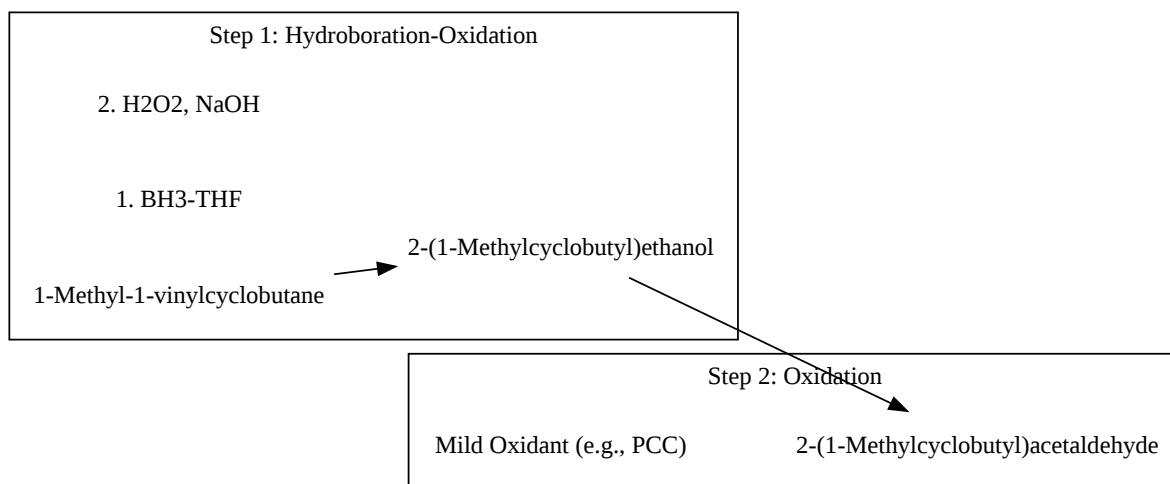 Step 1: Hydroboration-Oxidation
2. H2O2, NaOH
1. BH3-THF
2-(1-Methylcyclobutyl)ethanol
1-Methyl-1-vinylcyclobutane
Step 2: Oxidation
Mild Oxidant (e.g., PCC)
2-(1-Methylcyclobutyl)acetaldehyde